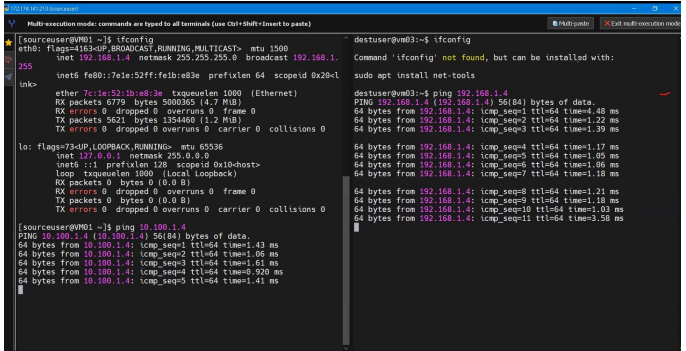 172.174.141.213 (sourceuser)
Multi-execution mode: commands are typed to all terminals (use Ctrl+Shift+Insert to paste)
Multi-paste
Exit multi-execution mode
[sourceuser@VM01 ~]$ ifconfig
eth0: flags=4163<UP,BROADCAST,RUNNING,MULTICAST> mtu 1500
inet 192.168.1.4 netmask 255.255.255.0 broadcast 192.168.1.
255
inet6 fe80::7e1e:52ff:fe1b:e83e prefixlen 64 scopeid 0x20<l
ink>
ether 7c:1e:52:1b:e8:3e txqueuelen 1000 (Ethernet)
RX packets 6779 bytes 5000365 (4.7 MiB)
RX errors 0 dropped 0 overruns 0 frame 0
TX packets 5621 bytes 1354460 (1.2 MiB)
TX errors 0 dropped 0 overruns 0 carrier 0 collisions 0
lo: flags=73<UP,LOOPBACK,RUNNING> mtu 65536
inet 127.0.0.1 netmask 255.0.0.0
inet6 ::1 prefixlen 128 scopeid 0x10<host>
loop txqueuelen 1000 (Local Loopback)
RX packets 0 bytes 0 (0.0 B)
RX errors 0 dropped 0 overruns 0 frame 0
TX packets 0 bytes 0 (0.0 B)
TX errors 0 dropped 0 overruns 0 carrier 0 collisions 0
[sourceuser@VM01 ~]$ ping 10.100.1.4
PING 10.100.1.4 (10.100.1.4) 56(84) bytes of data.
64 bytes from 10.100.1.4: icmp_seq=1 ttl=64 time=1.43 ms
64 bytes from 10.100.1.4: icmp_seq=2 ttl=64 time=1.06 ms
64 bytes from 10.100.1.4: icmp_seq=3 ttl=64 time=1.61 ms
64 bytes from 10.100.1.4: icmp_seq=4 ttl=64 time=0.920 ms
64 bytes from 10.100.1.4: icmp_seq=5 ttl=64 time=1.41 ms
destuser@vm03:~$ ifconfig
Command 'ifconfig' not found, but can be installed with:
sudo apt install net-tools
destuser@vm03:~$ ping 192.168.1.4
PING 192.168.1.4 (192.168.1.4) 56(84) bytes of data.
64 bytes from 192.168.1.4: icmp_seq=1 ttl=64 time=4.48 ms
64 bytes from 192.168.1.4: icmp_seq=2 ttl=64 time=1.22 ms
64 bytes from 192.168.1.4: icmp_seq=3 ttl=64 time=1.39 ms
64 bytes from 192.168.1.4: icmp_seq=4 ttl=64 time=1.17 ms
64 bytes from 192.168.1.4: icmp_seq=5 ttl=64 time=1.05 ms
64 bytes from 192.168.1.4: icmp_seq=6 ttl=64 time=1.06 ms
64 bytes from 192.168.1.4: icmp_seq=7 ttl=64 time=1.18 ms
64 bytes from 192.168.1.4: icmp_seq=8 ttl=64 time=1.21 ms
64 bytes from 192.168.1.4: icmp_seq=9 ttl=64 time=1.18 ms
64 bytes from 192.168.1.4: icmp_seq=10 ttl=64 time=1.03 ms
64 bytes from 192.168.1.4: icmp_seq=11 ttl=64 time=3.58 ms